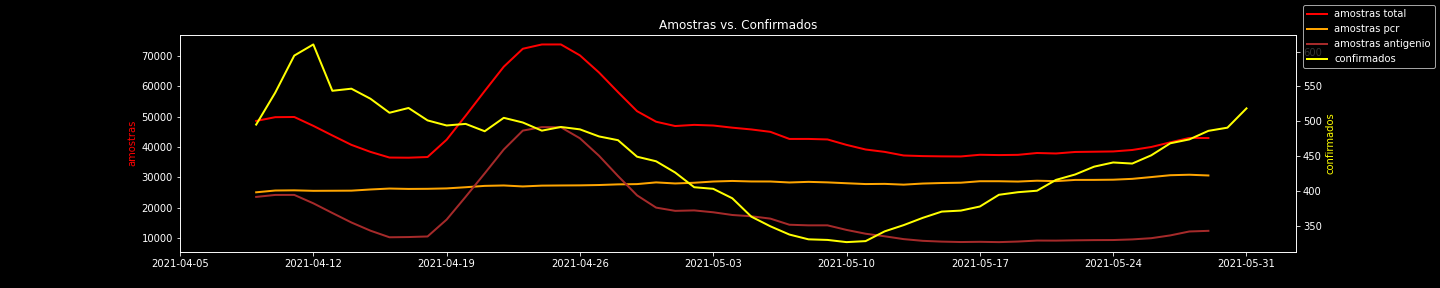 Amostras vs. Confirmados
amostras total
amostras pcr
amostras antigenio
confirmados
70000
60000
50000
40000
30000
20000
10000
amostras
600
550
500
450
400
350
confirmados
2021-04-05 2021-04-12 2021-04-19 2021-04-26 2021-05-03 2021-05-10 2021-05-17 2021-05-24 2021-05-31